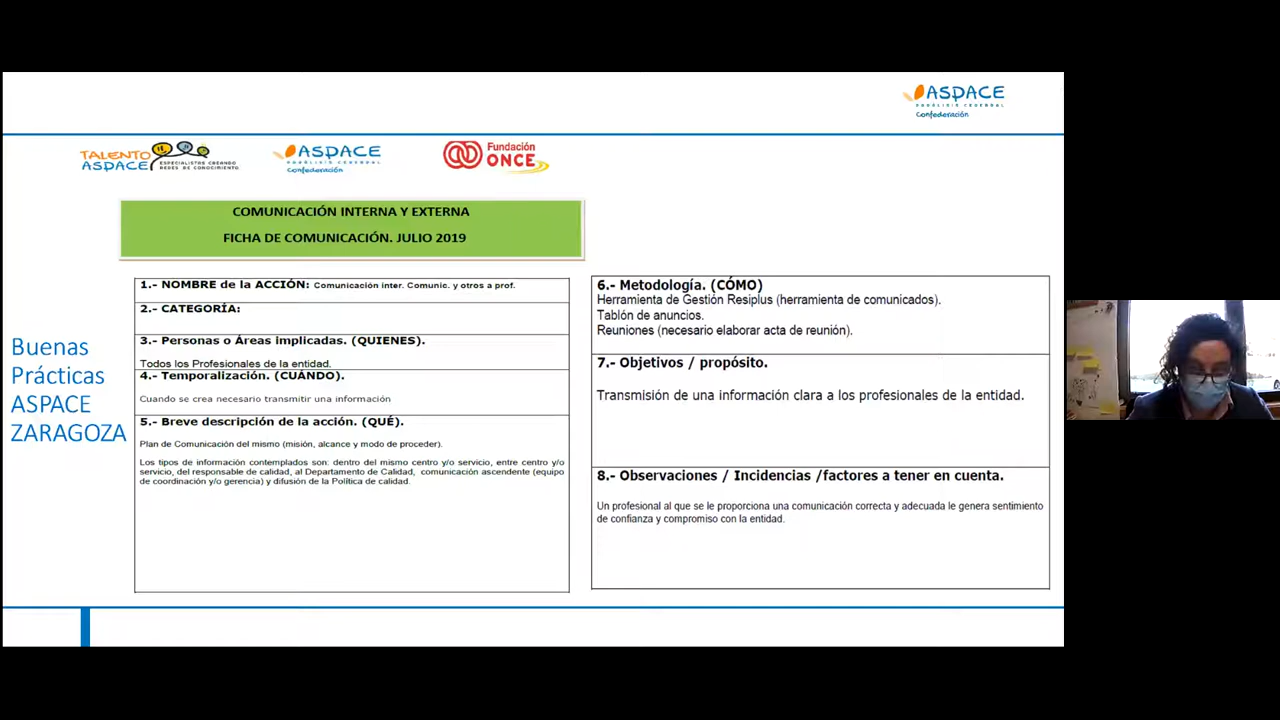 ASPACE
PARÁLISIS CEREBRAL
Confederación
TALENTO
ASPACE
ESPECIALISTAS CREANDO
REDES DE CONOCIMIENTO
ASPACE
PARÁLISIS CEREBRAL
Confederación
Fundación
ONCE
COMUNICACIÓN INTERNA Y EXTERNA
FICHA DE COMUNICACIÓN. JULIO 2019
Buenas
Prácticas
ASPACE
ZARAGOZA
1.- NOMBRE de la ACCIÓN: Comunicación inter. Comunic. y otros a prof.
2.- CATEGORÍA:
3.- Personas o Áreas implicadas. (QUIENES).
Todos los Profesionales de la entidad.
4.- Temporalización. (CUÁNDO).
Cuando se crea necesario transmitir una información
5.- Breve descripción de la acción. (QUÉ).
Plan de Comunicación del mismo (misión, alcance y modo de proceder).
Los tipos de información contemplados son: dentro del mismo centro y/o servicio, entre centro y/o
servicio, del responsable de calidad, al Departamento de Calidad, comunicación ascendente (equipo
de coordinación y/o gerencia) y difusión de la Política de calidad.
6.- Metodología. (CÓMO)
Herramienta de Gestión Resiplus (herramienta de comunicados).
Tablón de anuncios.
Reuniones (necesario elaborar acta de reunión).
7.- Objetivos / propósito.
Transmisión de una información clara a los profesionales de la entidad.
8.- Observaciones / Incidencias /factores a tener en cuenta.
Un profesional al que se le proporciona una comunicación correcta y adecuada le genera sentimiento
de confianza y compromiso con la entidad.